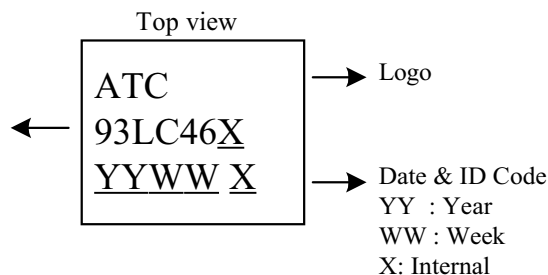 Top view
ATC
93LC46X
YYWW X
Logo
Date & ID Code
YY : Year
WW : Week
X: Internal